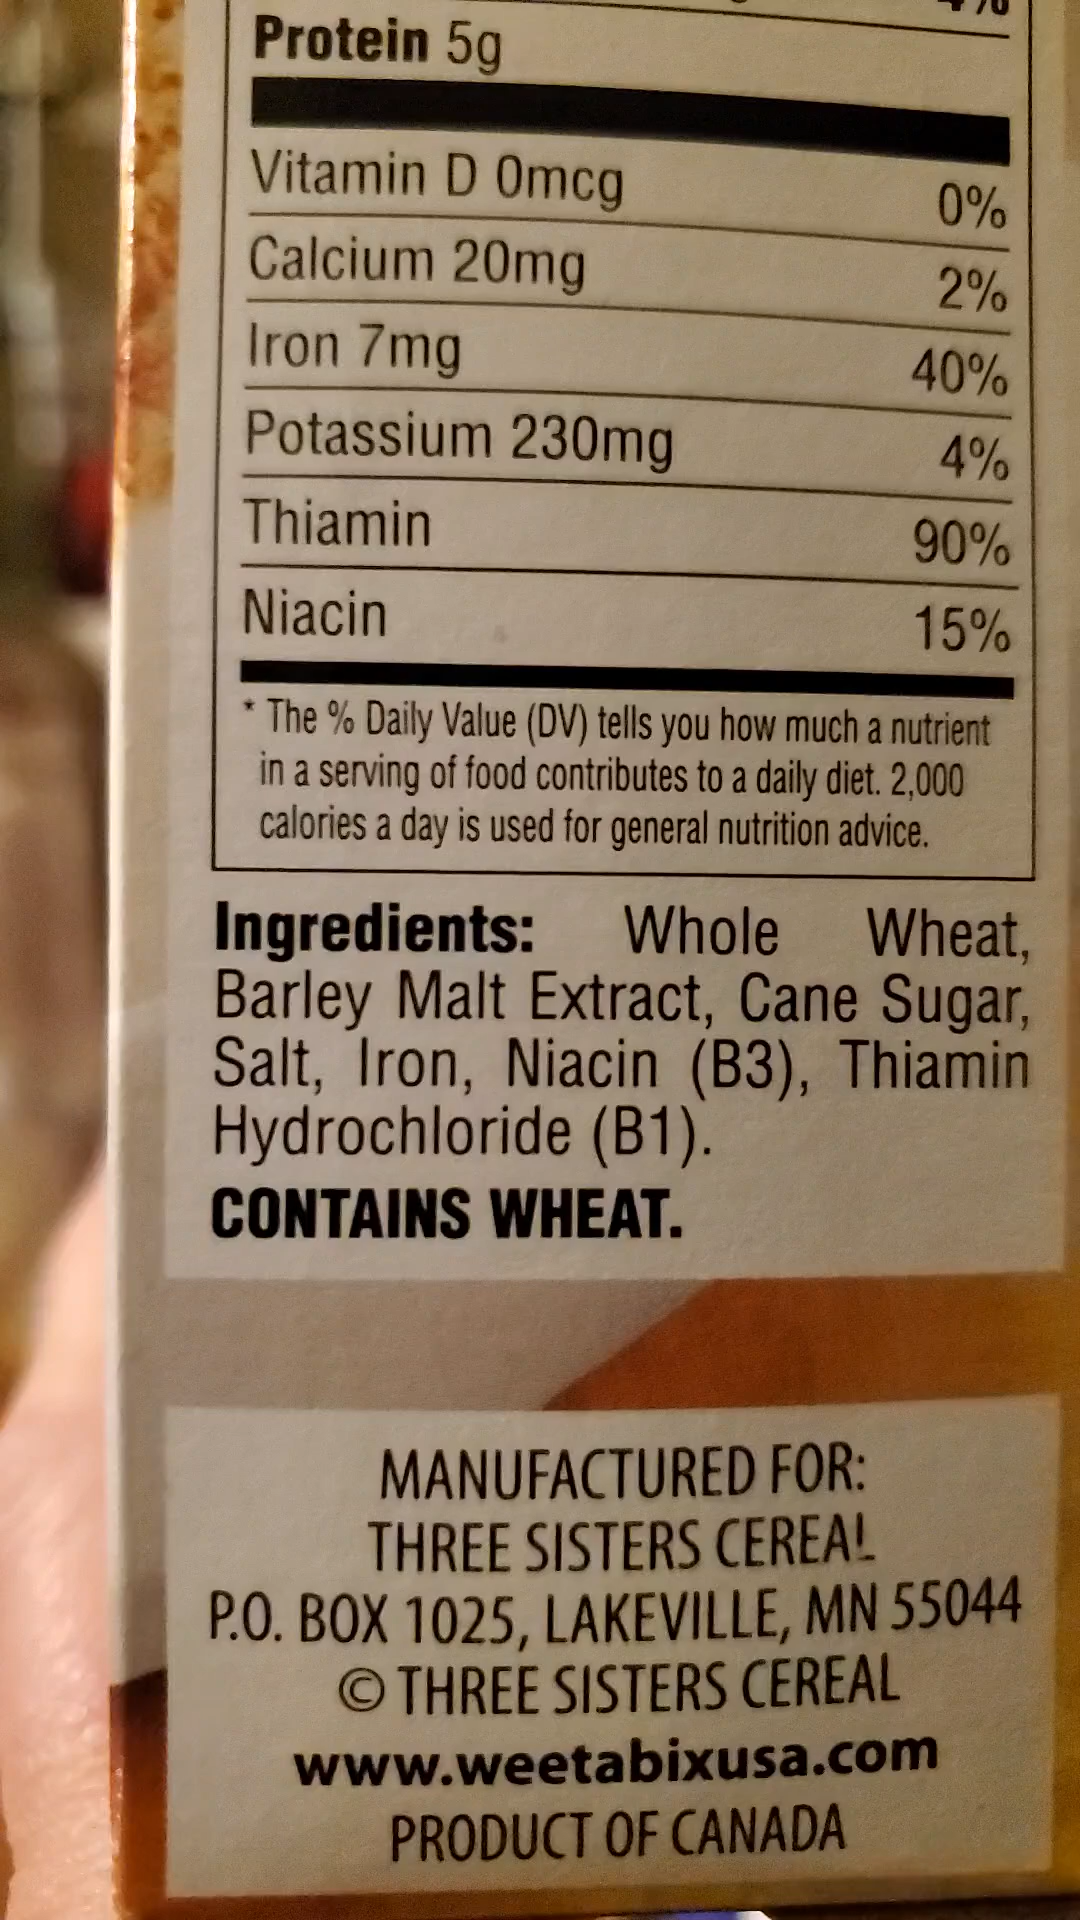 Protein 5g
Vitamin D 0mcg 0%
Calcium 20mg 2%
Iron 7mg 40%
Potassium 230mg 4%
Thiamin 90%
Niacin 15%
* The % Daily Value (DV) tells you how much a nutrient
in a serving of food contributes to a daily diet. 2,000
calories a day is used for general nutrition advice.
Ingredients: Whole Wheat,
Barley Malt Extract, Cane Sugar,
Salt, Iron, Niacin (B3), Thiamin
Hydrochloride (B1).
CONTAINS WHEAT.
MANUFACTURED FOR:
THREE SISTERS CEREAL
P.O. BOX 1025, LAKEVILLE, MN 55044
© THREE SISTERS CEREAL
www.weetabixusa.com
PRODUCT OF CANADA